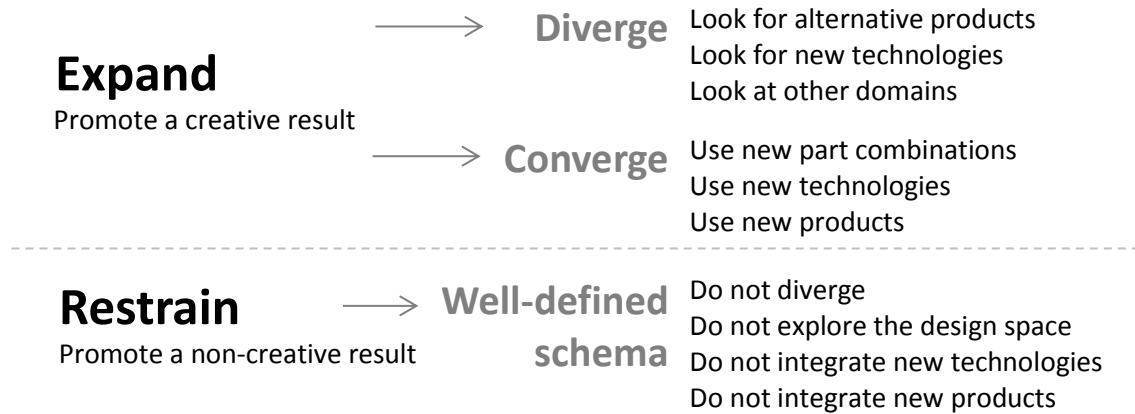 Expand
Promote a creative result
Diverge
Look for alternative products
Look for new technologies
Look at other domains
Converge
Use new part combinations
Use new technologies
Use new products
Restrain
Promote a non-creative result
Well-defined
schema
Do not diverge
Do not explore the design space
Do not integrate new technologies
Do not integrate new products